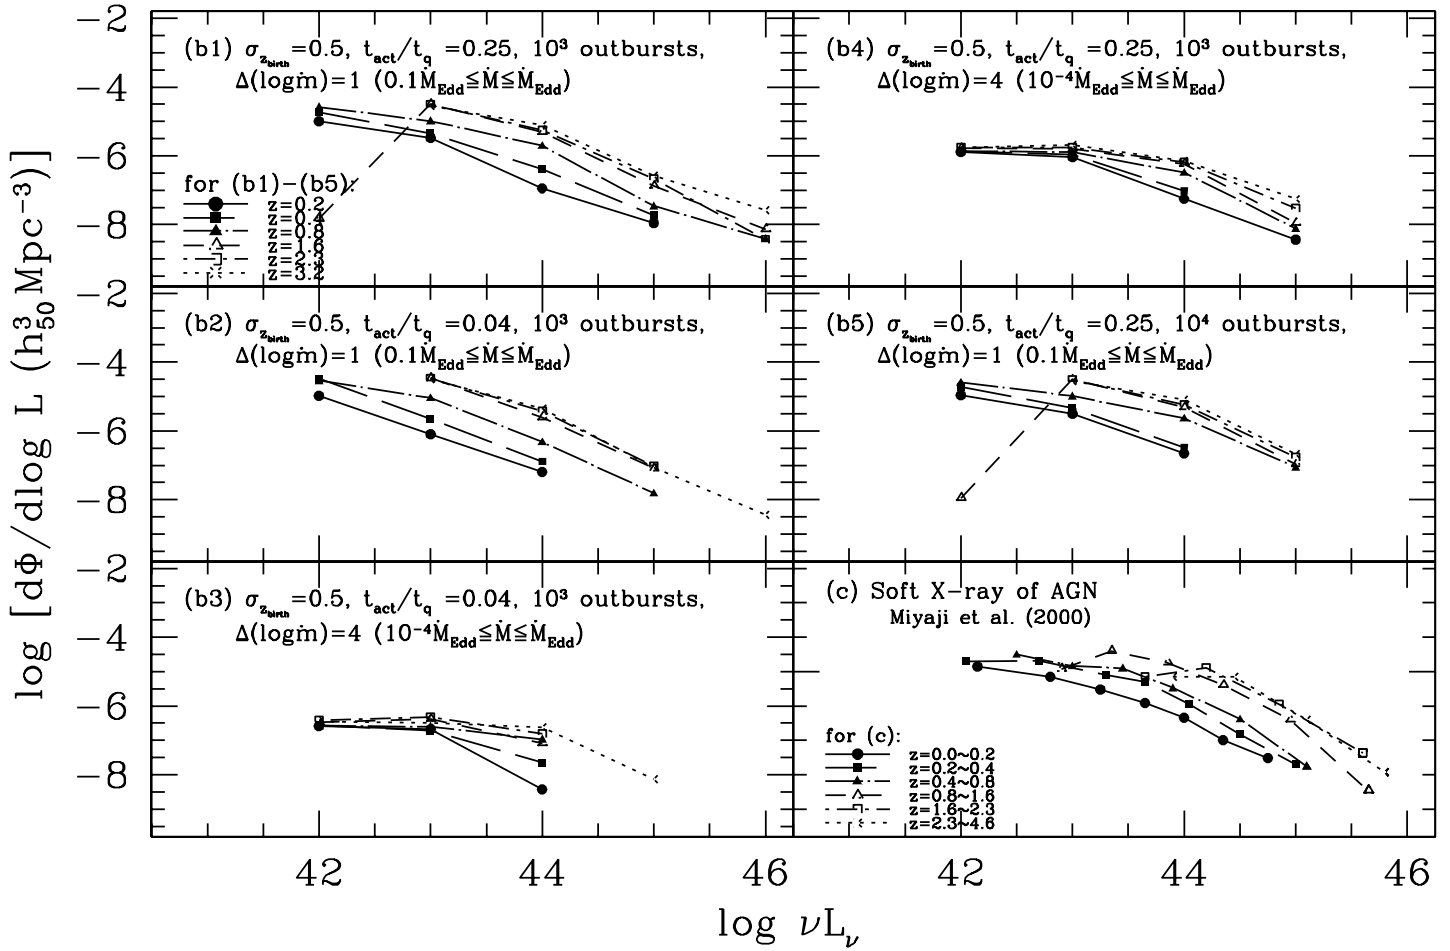 log [dΦ/dlog L (h³₅₀Mpc⁻³)]
−2
−4
−6
−8
−2
−4
−6
−8
−2
−4
−6
−8
(b1) σ_z_birth=0.5, t_act/t_q=0.25, 10³ outbursts,
Δ(logṁ)=1 (0.1Ṁ_Edd≦Ṁ≦Ṁ_Edd)
for (b1)−(b5):
z=0.2
z=0.4
z=0.8
z=1.6
z=2.3
z=3.2
(b4) σ_z_birth=0.5, t_act/t_q=0.25, 10³ outbursts,
Δ(logṁ)=4 (10⁻⁴Ṁ_Edd≦Ṁ≦Ṁ_Edd)
(b2) σ_z_birth=0.5, t_act/t_q=0.04, 10³ outbursts,
Δ(logṁ)=1 (0.1Ṁ_Edd≦Ṁ≦Ṁ_Edd)
(b5) σ_z_birth=0.5, t_act/t_q=0.25, 10⁴ outbursts,
Δ(logṁ)=1 (0.1Ṁ_Edd≦Ṁ≦Ṁ_Edd)
(b3) σ_z_birth=0.5, t_act/t_q=0.04, 10³ outbursts,
Δ(logṁ)=4 (10⁻⁴Ṁ_Edd≦Ṁ≦Ṁ_Edd)
(c) Soft X-ray of AGN
Miyaji et al. (2000)
for (c):
z=0.0~0.2
z=0.2~0.4
z=0.4~0.8
z=0.8~1.6
z=1.6~2.3
z=2.3~4.6
42 44 46 42 44 46
log νL_ν